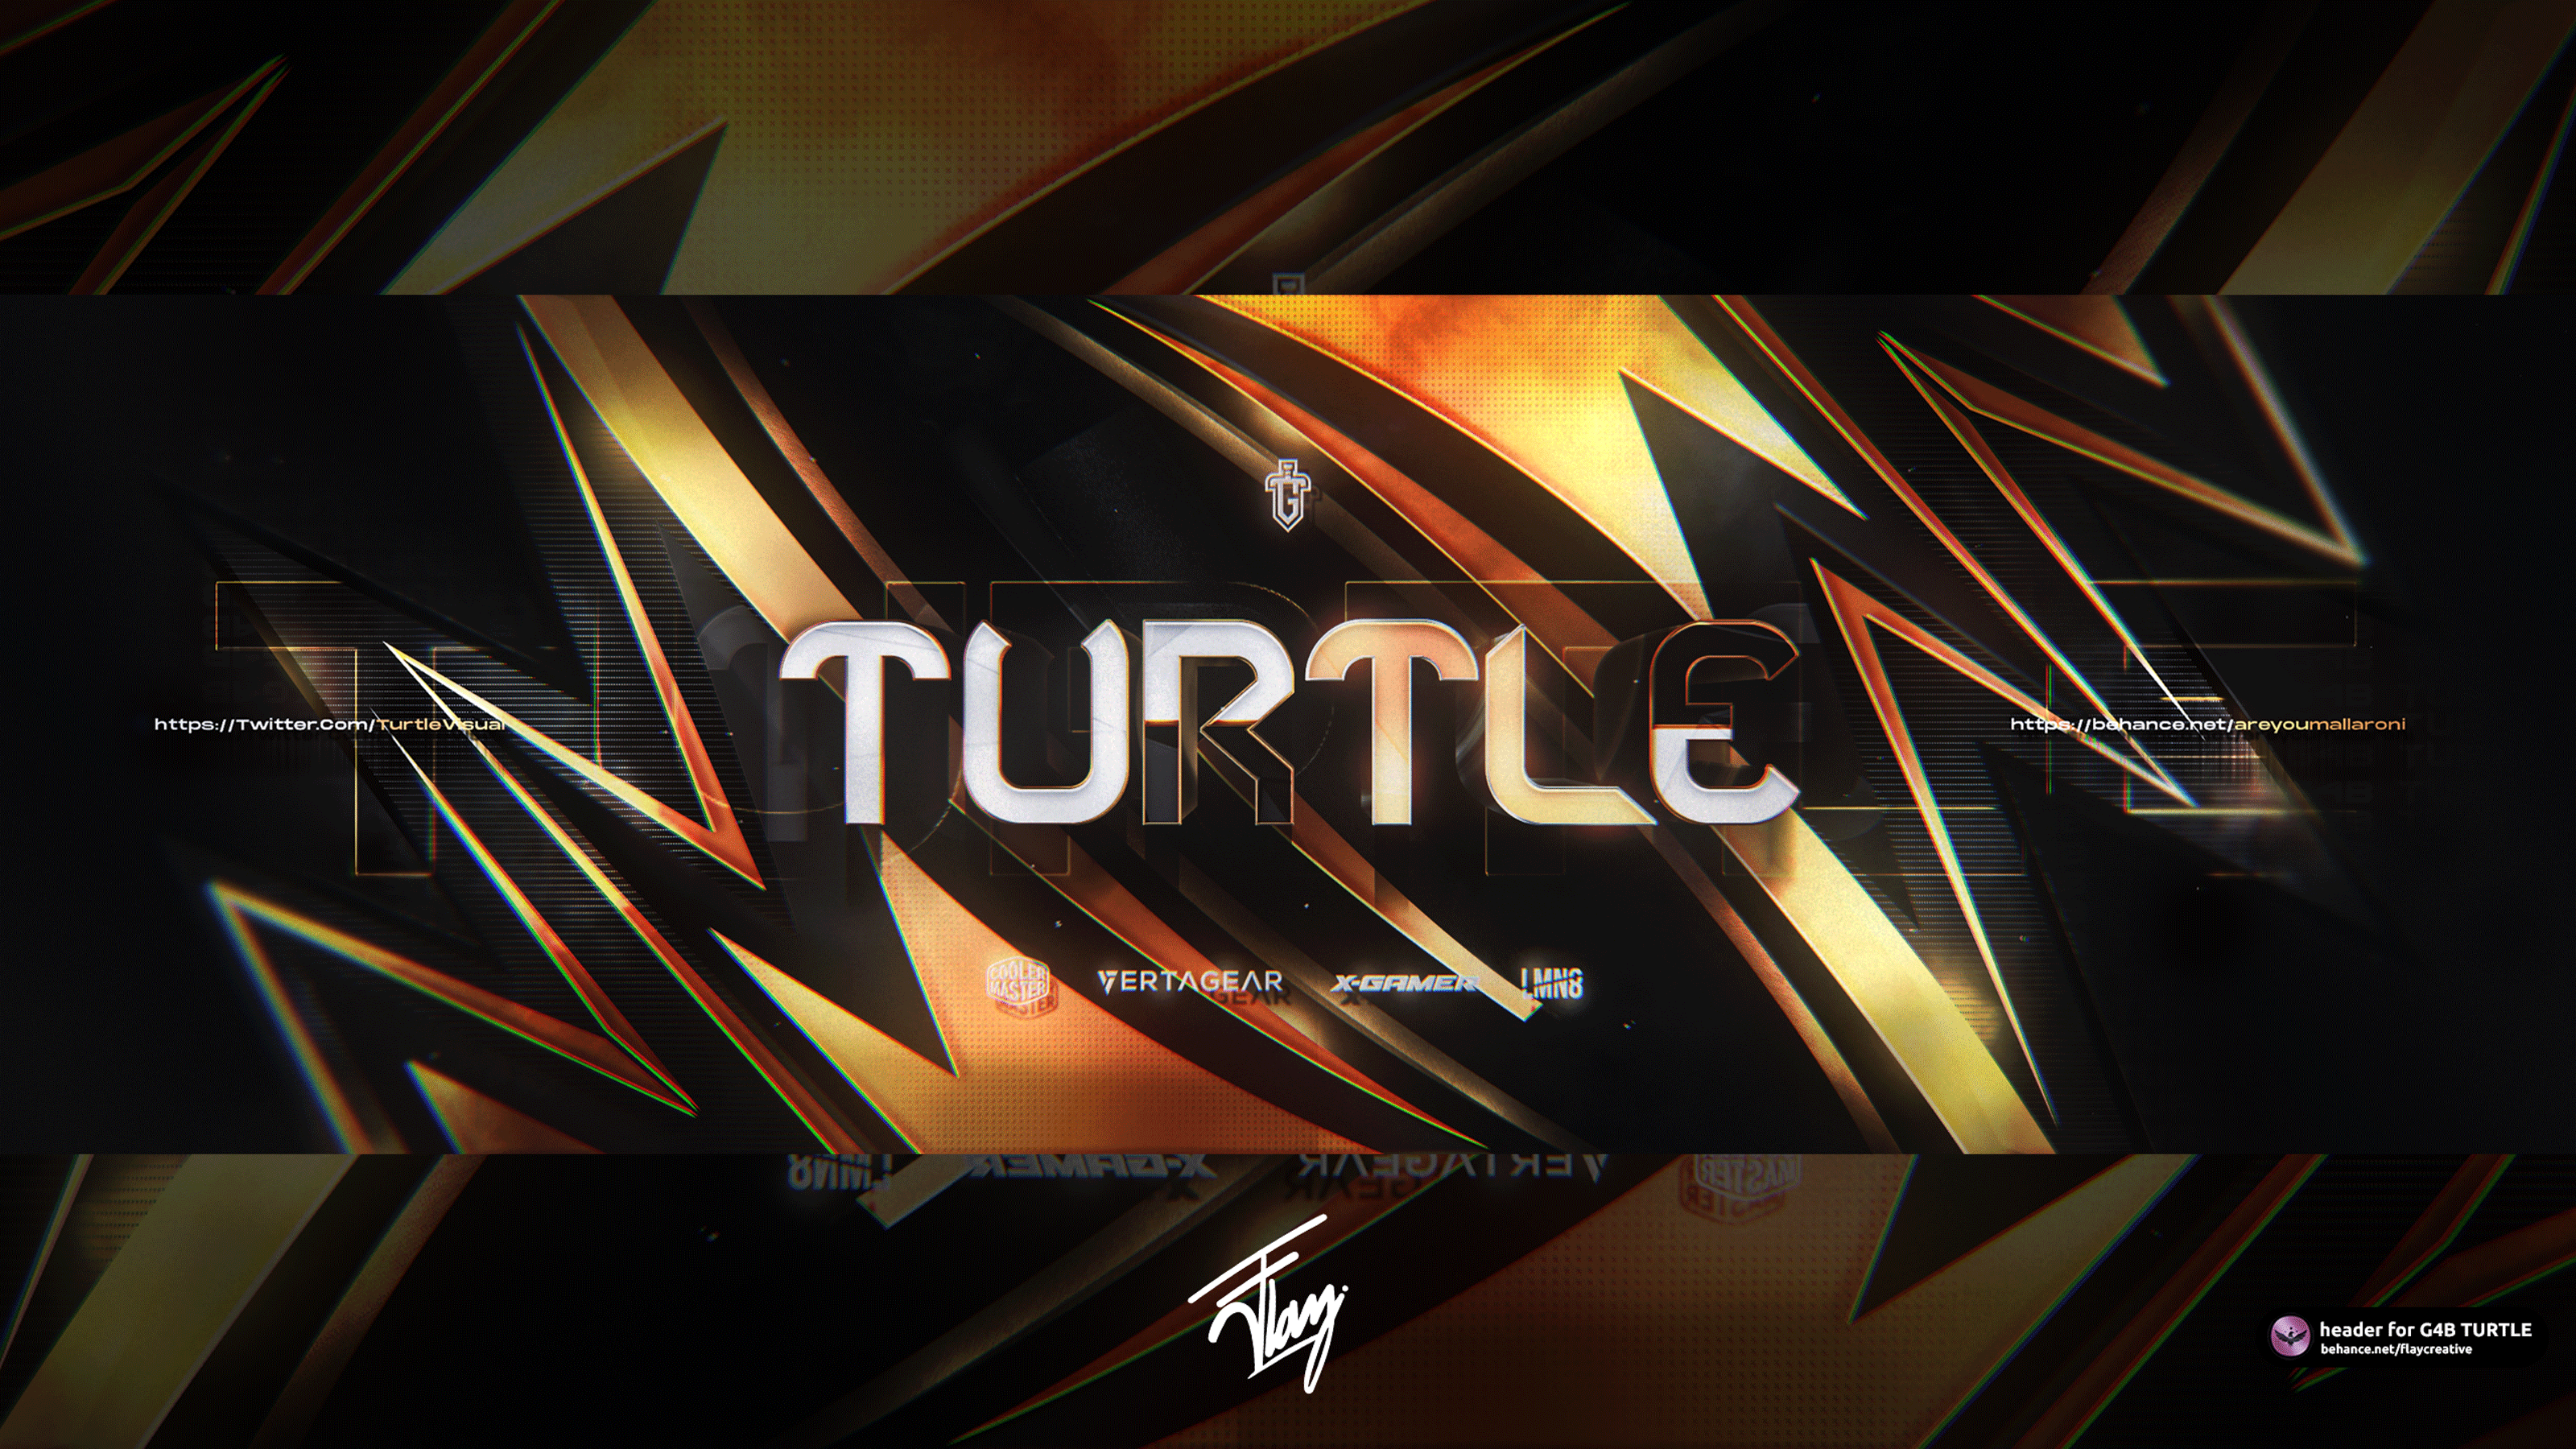 TG
TURTLE
https://Twitter.Com/TurtleVisual
https://behance.net/areyoumallaroni
COOLER
MASTER
VERTAGEAR
X-GAMER
LMN8
Flay.
header for G4B TURTLE
behance.net/flaycreative